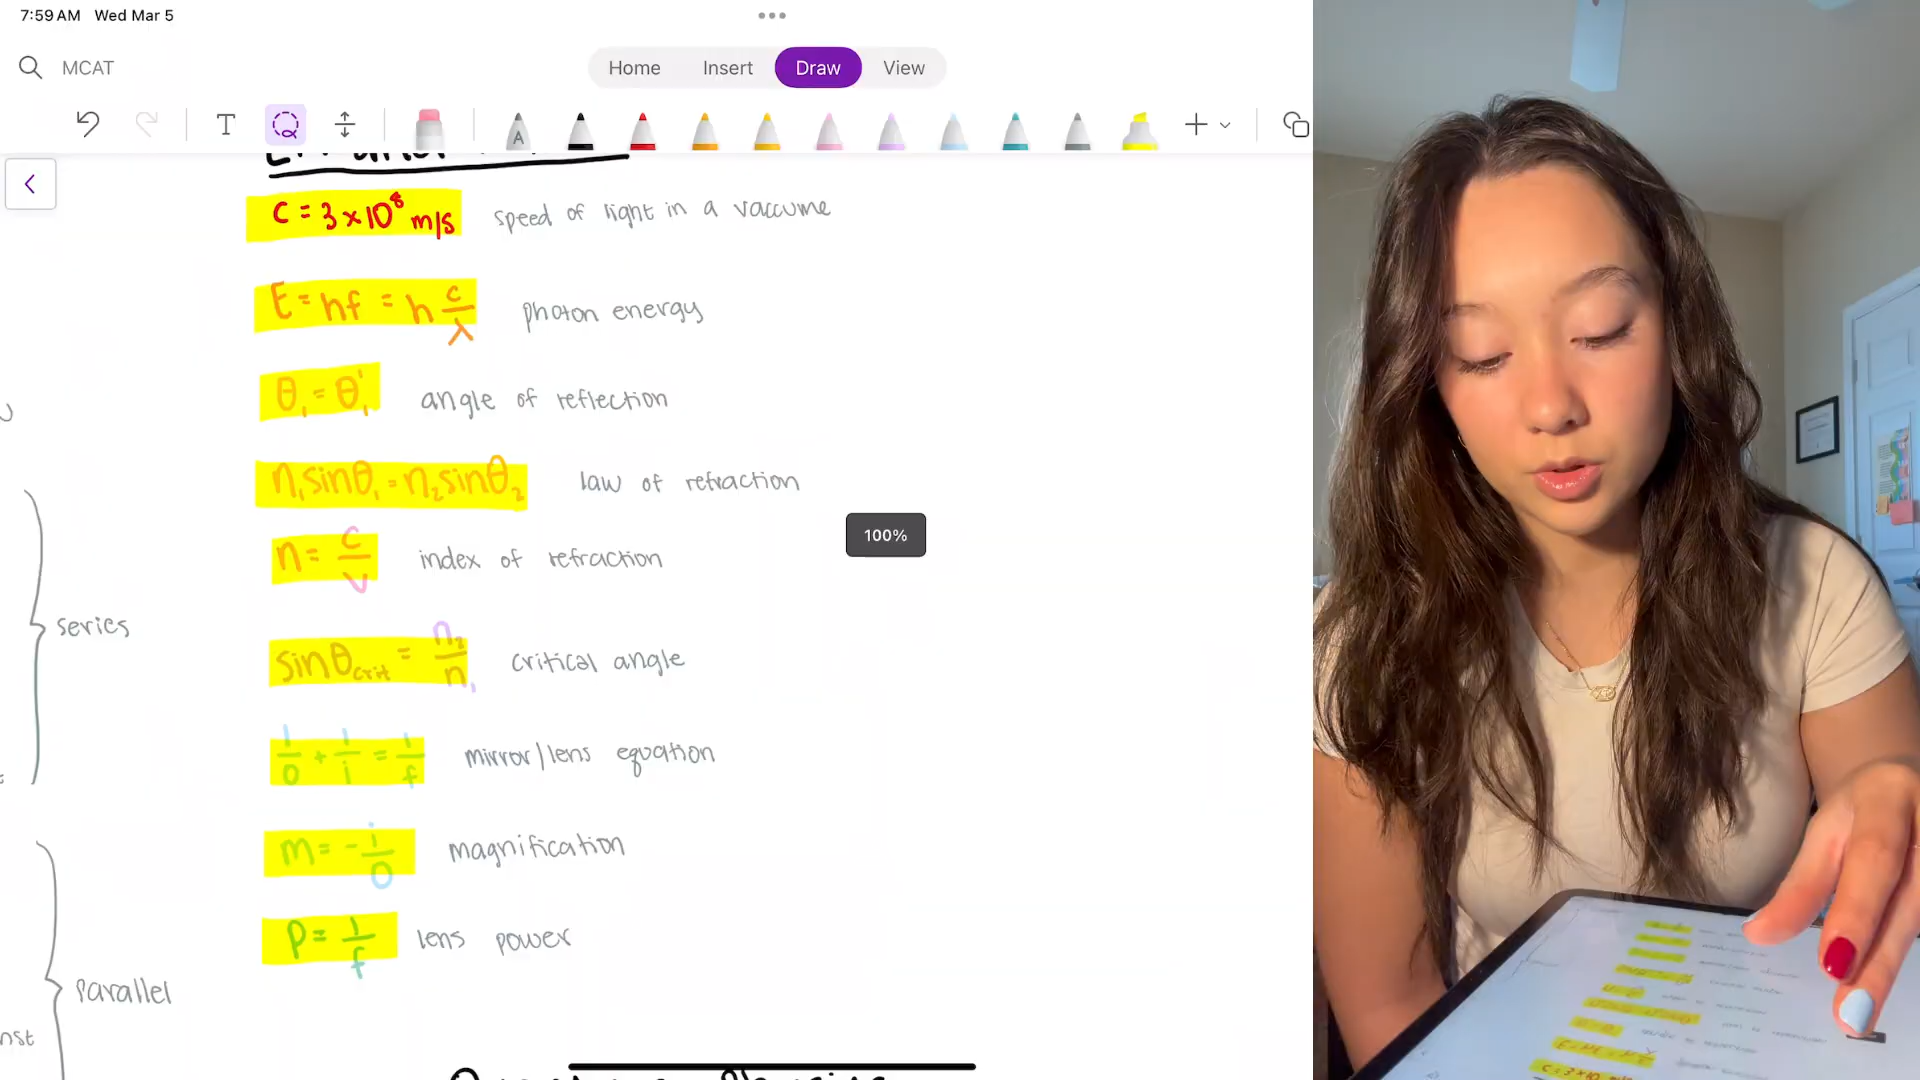 7:59 AM Wed Mar 5
MCAT
Home Insert Draw View
T A
c = 3×10⁸ m/s speed of light in a vaccume
E = hf = h c/λ photon energy
θ₁ = θ₁' angle of reflection
n₁sinθ₁ = n₂sinθ₂ law of refraction
100%
n = c/v index of refraction
series
sinθcrit = n₂/n₁ critical angle
1/o + 1/i = 1/f mirror/lens equation
m = - i/o magnification
P = 1/f lens power
parallel
nst